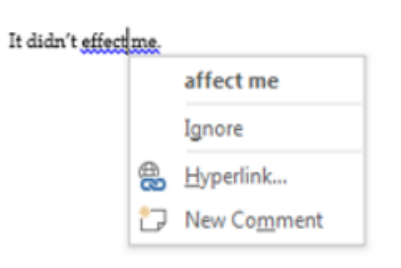 It didn't effect me.
affect me
Ignore
Hyperlink...
New Comment